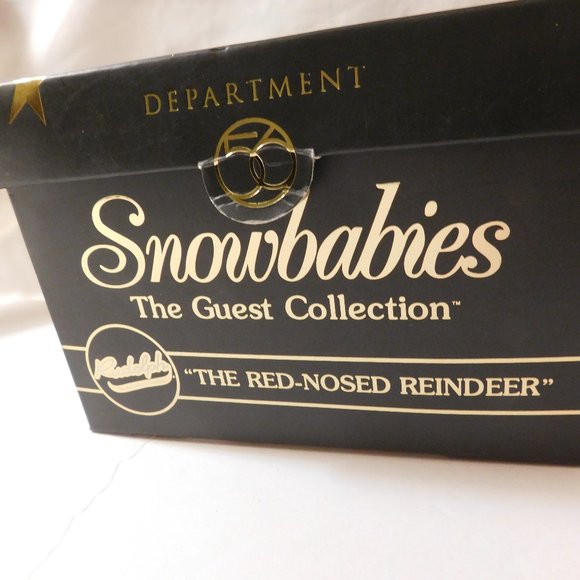 DEPARTMENT
56
Snowbabies
The Guest Collection™
Rudolph "THE RED-NOSED REINDEER"